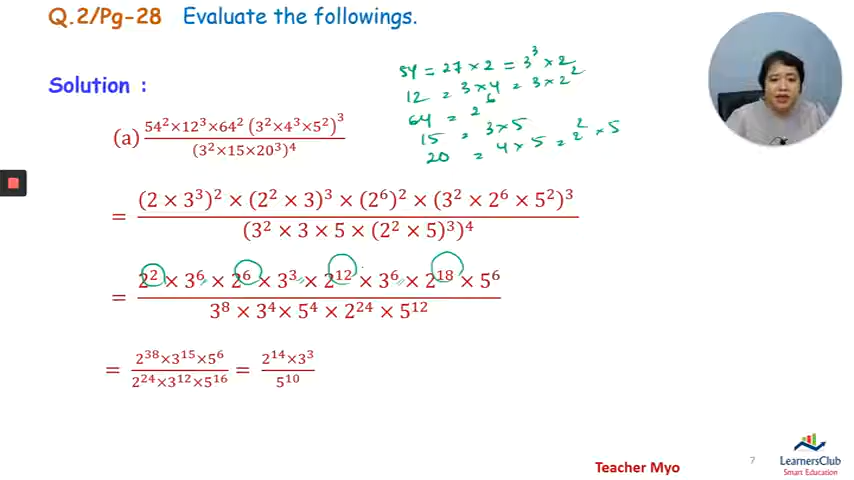 Q.2/Pg-28 Evaluate the followings.
54 = 27 × 2 = 3³ × 2
12 = 3 × 4 = 3 × 2²
64 = 2⁶
15 = 3 × 5
20 = 4 × 5 = 2² × 5
Solution :
(a) 54²×12³×64² (3²×4³×5²)³
(3²×15×20³)⁴
= (2 × 3³)² × (2² × 3)³ × (2⁶)² × (3² × 2⁶ × 5²)³
(3² × 3 × 5 × (2² × 5)³)⁴
= 2² × 3⁶ × 2⁶ × 3³ × 2¹² × 3⁶ × 2¹⁸ × 5⁶
3⁸ × 3⁴ × 5⁴ × 2²⁴ × 5¹²
= 2³⁸×3¹⁵×5⁶ = 2¹⁴×3³
2²⁴×3¹²×5¹⁶ 5¹⁰
Teacher Myo
7
LearnersClub
Smart Education